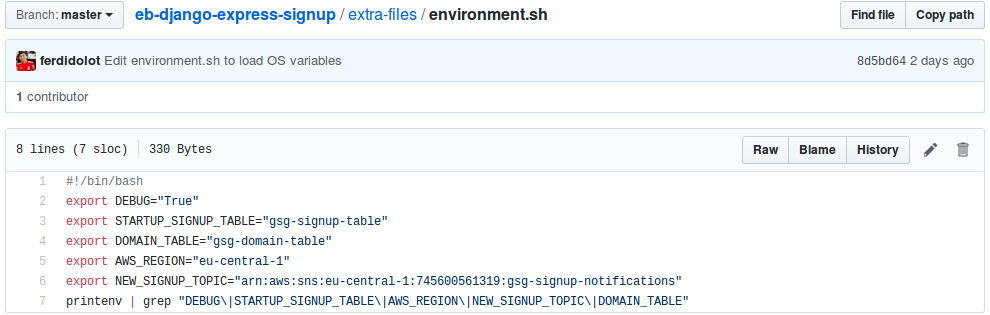 Branch: master eb-django-express-signup / extra-files / environment.sh Find file Copy path
ferdidolot Edit environment.sh to load OS variables 8d5bd64 2 days ago
1 contributor
8 lines (7 sloc) 330 Bytes Raw Blame History
1 #!/bin/bash
2 export DEBUG="True"
3 export STARTUP_SIGNUP_TABLE="gsg-signup-table"
4 export DOMAIN_TABLE="gsg-domain-table"
5 export AWS_REGION="eu-central-1"
6 export NEW_SIGNUP_TOPIC="arn:aws:sns:eu-central-1:745600561319:gsg-signup-notifications"
7 printenv | grep "DEBUG\|STARTUP_SIGNUP_TABLE\|AWS_REGION\|NEW_SIGNUP_TOPIC\|DOMAIN_TABLE"